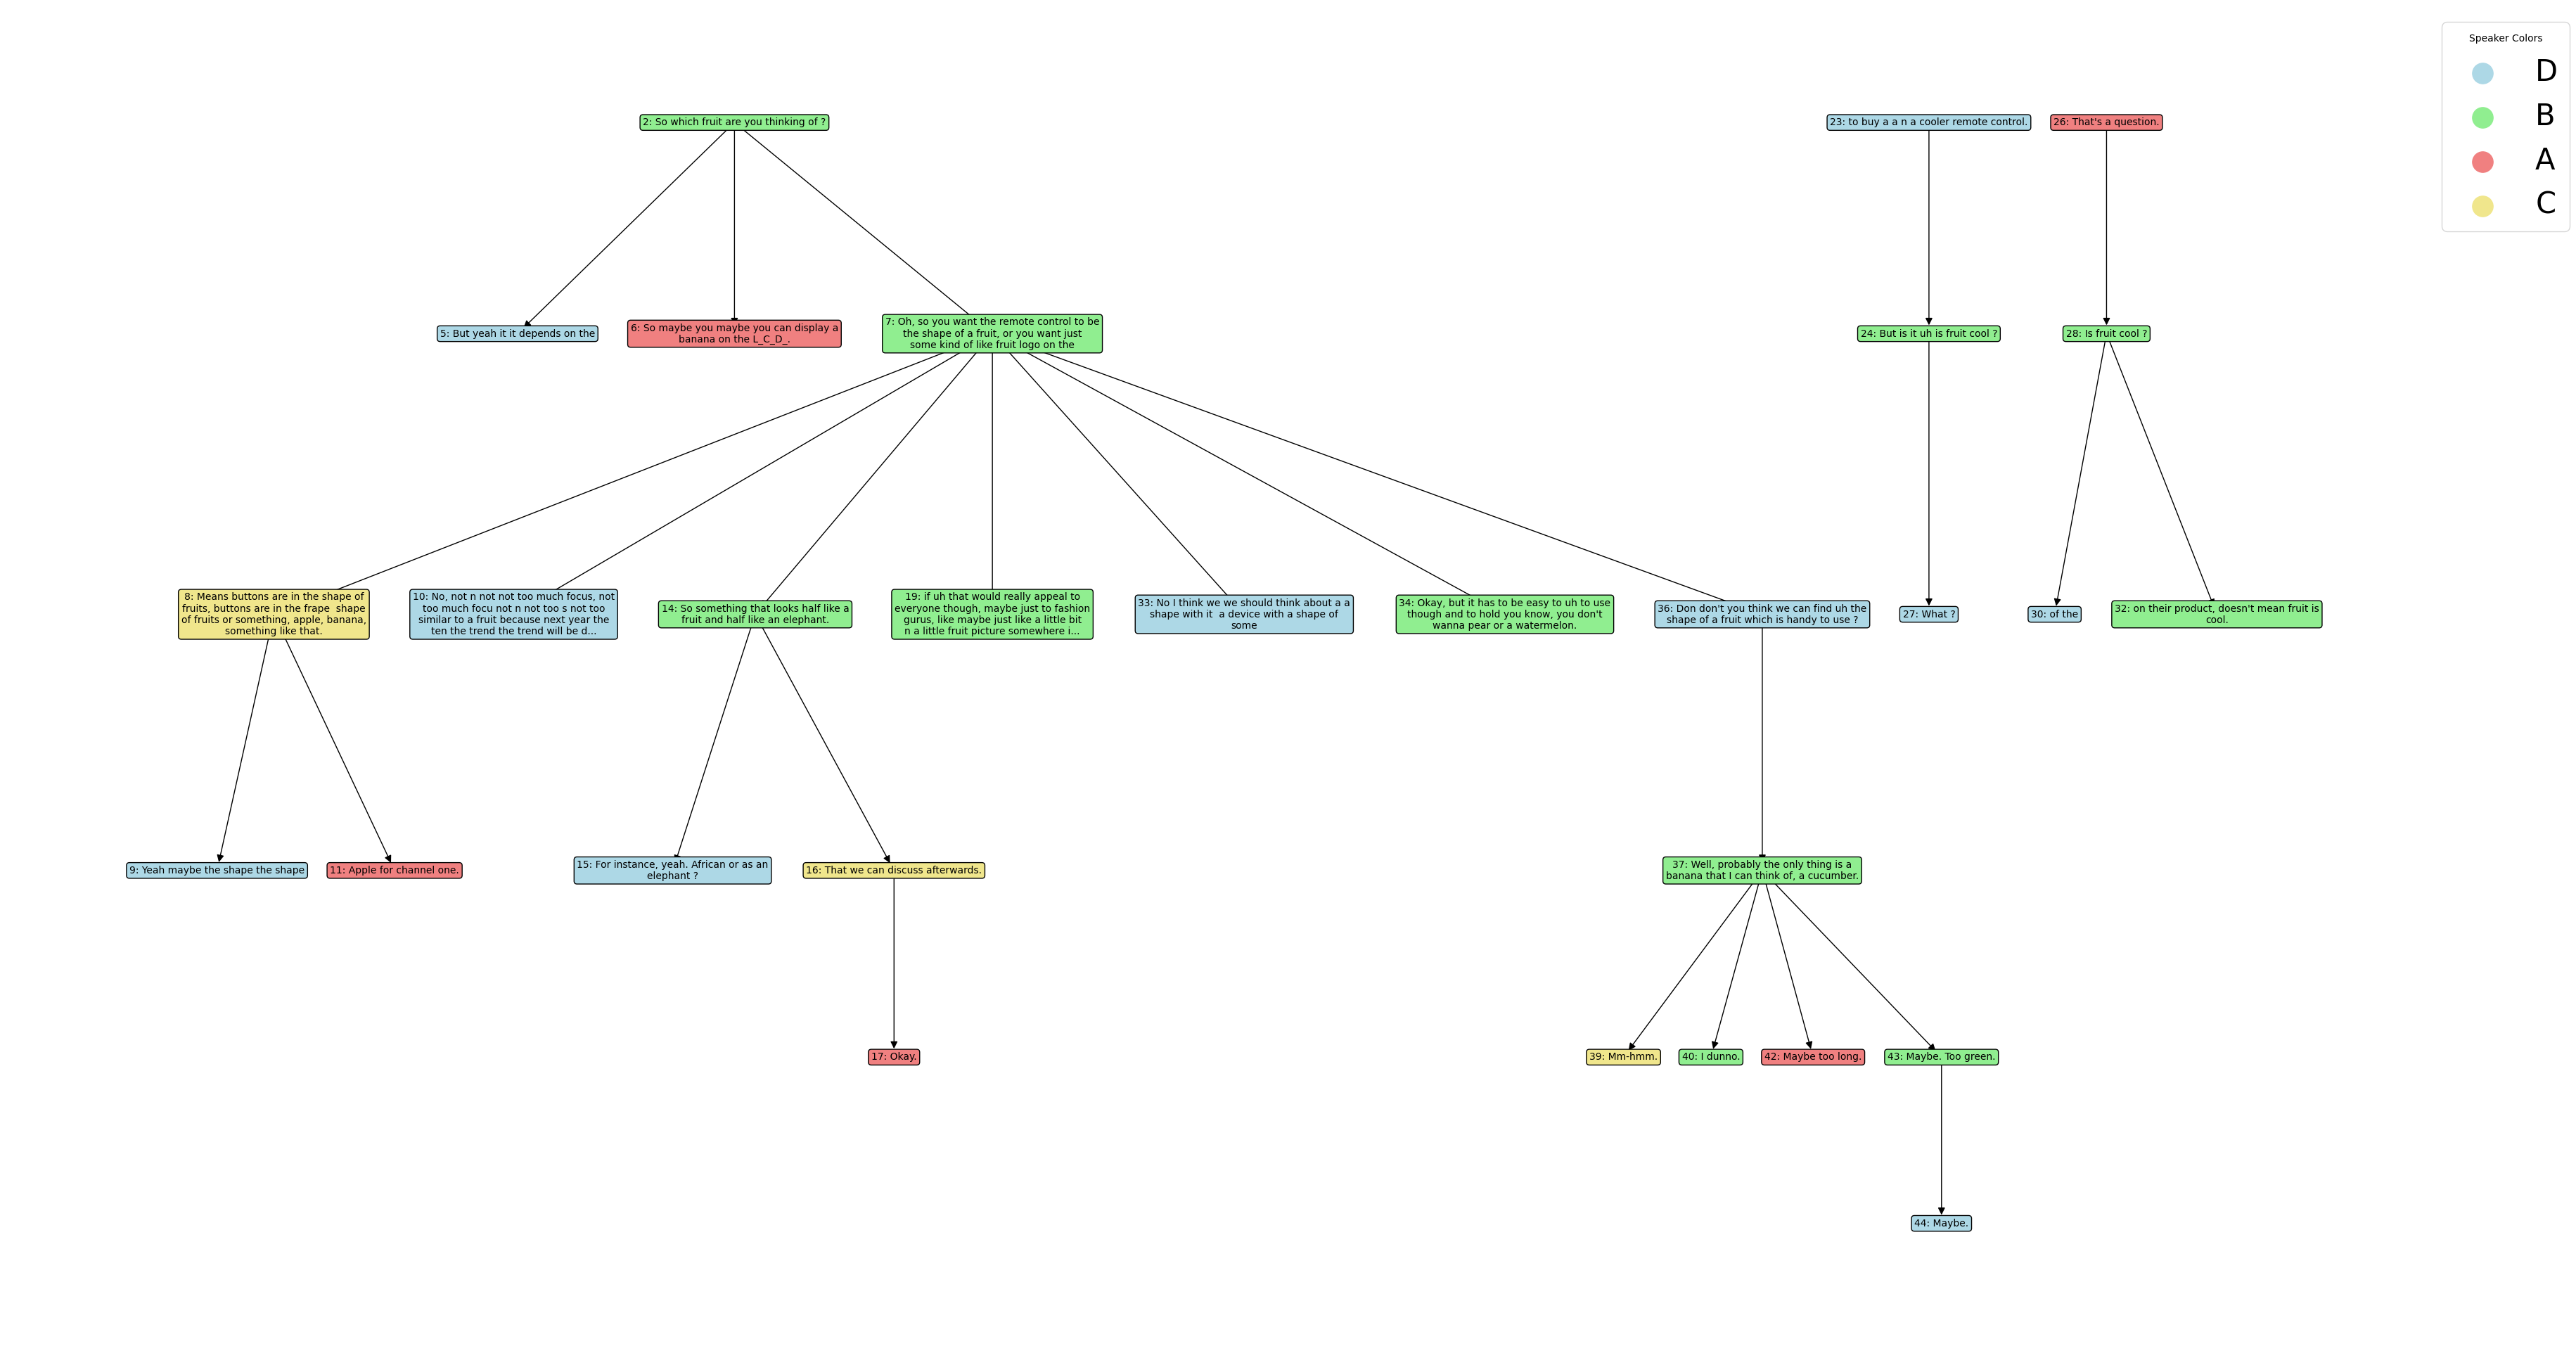 Speaker Colors
D
B
A
C
2: So which fruit are you thinking of ?
23: to buy a a n a cooler remote control.
26: That's a question.
5: But yeah it it depends on the
6: So maybe you maybe you can display a
banana on the L_C_D_.
7: Oh, so you want the remote control to be
the shape of a fruit, or you want just
some kind of like fruit logo on the
24: But is it uh is fruit cool ?
28: Is fruit cool ?
8: Means buttons are in the shape of
fruits, buttons are in the frape  shape
of fruits or something, apple, banana,
something like that.
10: No, not n not not too much focus, not
too much focu not n not too s not too
similar to a fruit because next year the
ten the trend the trend will be d...
14: So something that looks half like a
fruit and half like an elephant.
19: if uh that would really appeal to
everyone though, maybe just to fashion
gurus, like maybe just like a little bit
n a little fruit picture somewhere i...
33: No I think we we should think about a a
shape with it  a device with a shape of
some
34: Okay, but it has to be easy to uh to use
though and to hold you know, you don't
wanna pear or a watermelon.
36: Don don't you think we can find uh the
shape of a fruit which is handy to use ?
27: What ?
30: of the
32: on their product, doesn't mean fruit is
cool.
9: Yeah maybe the shape the shape
11: Apple for channel one.
15: For instance, yeah. African or as an
elephant ?
16: That we can discuss afterwards.
37: Well, probably the only thing is a
banana that I can think of, a cucumber.
17: Okay.
39: Mm-hmm.
40: I dunno.
42: Maybe too long.
43: Maybe. Too green.
44: Maybe.